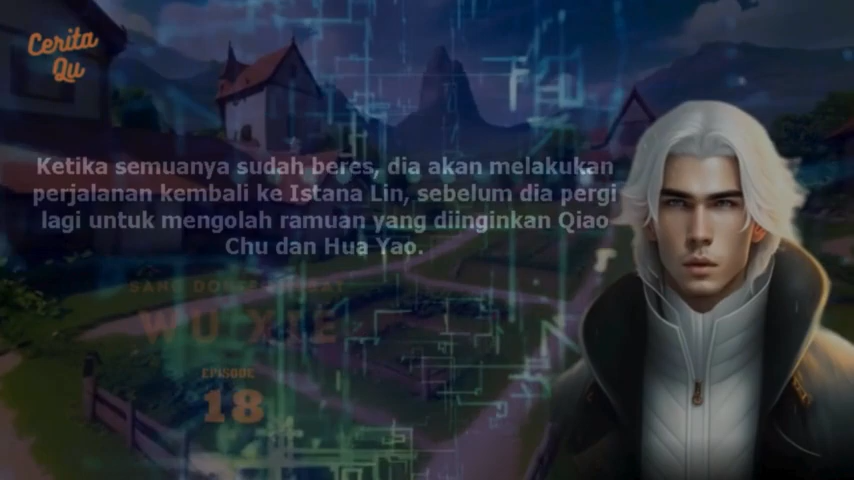 Cerita
Qu
Ketika semuanya sudah beres, dia akan melakukan
perjalanan kembali ke Istana Lin, sebelum dia pergi
lagi untuk mengolah ramuan yang diinginkan Qiao
Chu dan Hua Yao.
WU XIE
EPISODE
18